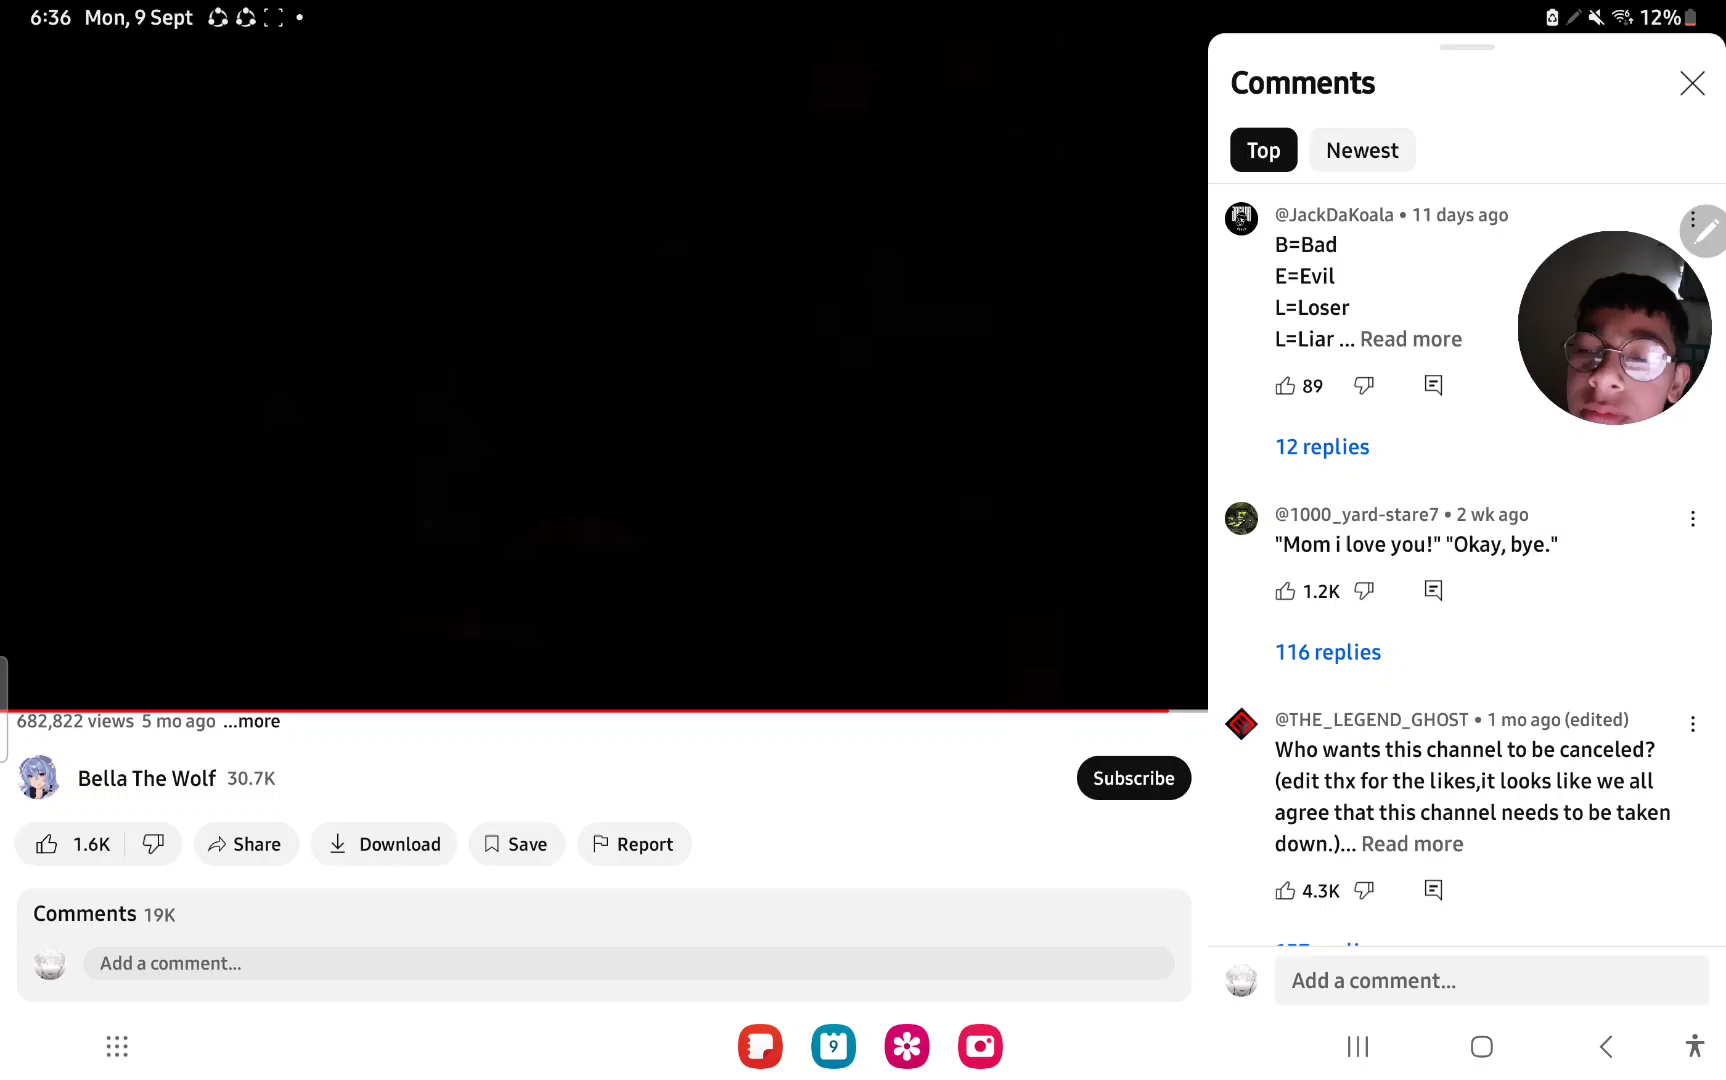 6:36 Mon, 9 Sept
12%
682,822 views 5 mo ago ...more
Bella The Wolf 30.7K
Subscribe
1.6K
Share
Download
Save
Report
Comments 19K
Add a comment...
Comments
Top
Newest
@JackDaKoala • 11 days ago
B=Bad
E=Evil
L=Loser
L=Liar ... Read more
89
12 replies
@1000_yard-stare7 • 2 wk ago
"Mom i love you!" "Okay, bye."
1.2K
116 replies
@THE_LEGEND_GHOST • 1 mo ago (edited)
Who wants this channel to be canceled?
(edit thx for the likes,it looks like we all
agree that this channel needs to be taken
down.)... Read more
4.3K
Add a comment...
9